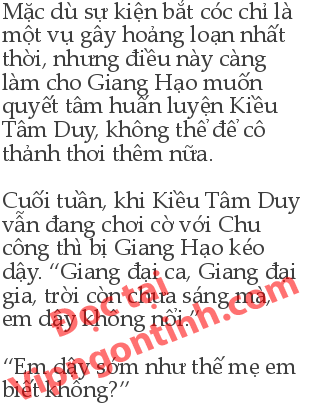 Mặc dù sự kiện bắt cóc chỉ là
một vụ gây hoảng loạn nhất
thời, nhưng điều này càng
làm cho Giang Hạo muốn
quyết tâm huấn luyện Kiều
Tâm Duy, không thể để cô
thảnh thơi thêm nữa.
Cuối tuần, khi Kiều Tâm Duy
vẫn đang chơi cờ với Chu
công thì bị Giang Hạo kéo
dậy. “Giang đại ca, Giang đại
gia, trời còn chưa sáng mà,
em dậy không nổi.”
“Em dậy sớm như thế mẹ em
biết không?”
Đọc tại
Vipngontinh.com